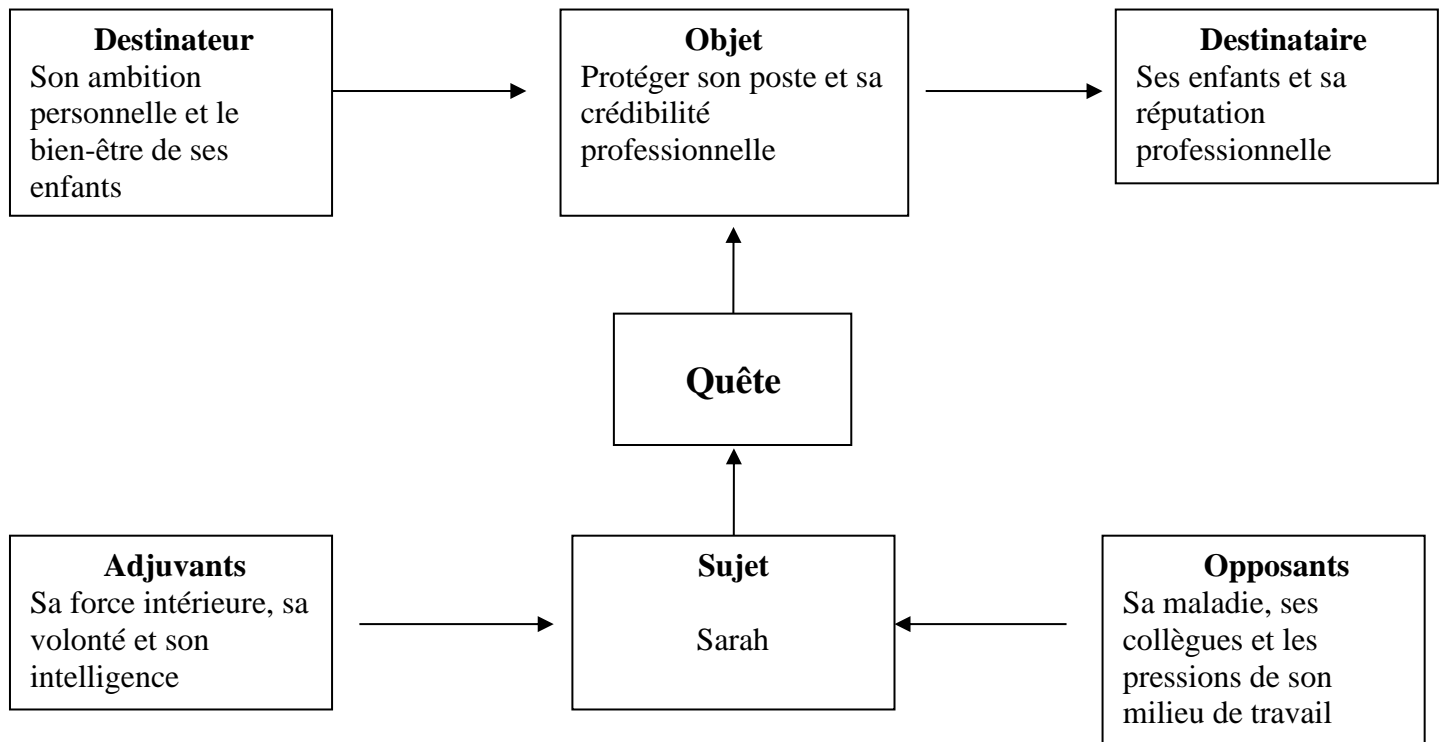 Destinateur
Son ambition
personnelle et le
bien-être de ses
enfants
Objet
Protéger son poste et sa
crédibilité
professionnelle
Destinataire
Ses enfants et sa
réputation
professionnelle
Quête
Adjuvants
Sa force intérieure, sa
volonté et son
intelligence
Sujet
Sarah
Opposants
Sa maladie, ses
collègues et les
pressions de son
milieu de travail